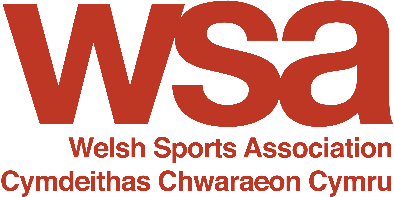 wsa
Welsh Sports Association
Cymdeithas Chwaraeon Cymru